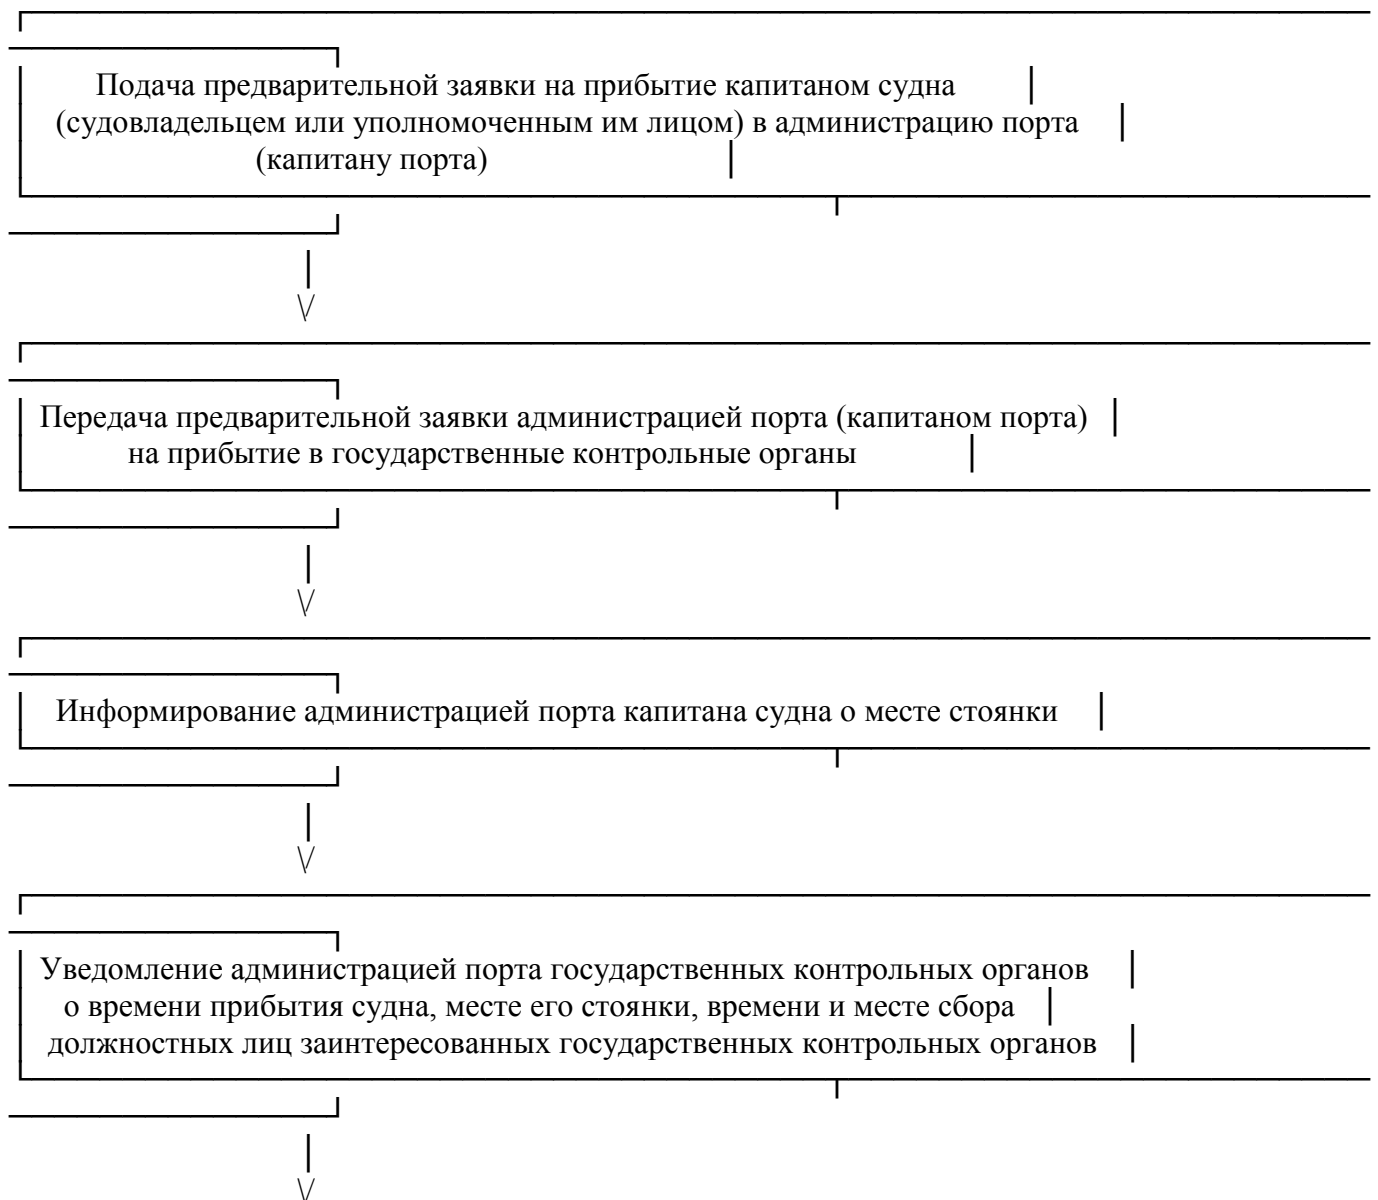 Подача предварительной заявки на прибытие капитаном судна
(судовладельцем или уполномоченным им лицом) в администрацию порта
(капитану порта)
Передача предварительной заявки администрацией порта (капитаном порта)
на прибытие в государственные контрольные органы
Информирование администрацией порта капитана судна о месте стоянки
Уведомление администрацией порта государственных контрольных органов
о времени прибытия судна, месте его стоянки, времени и месте сбора
должностных лиц заинтересованных государственных контрольных органов